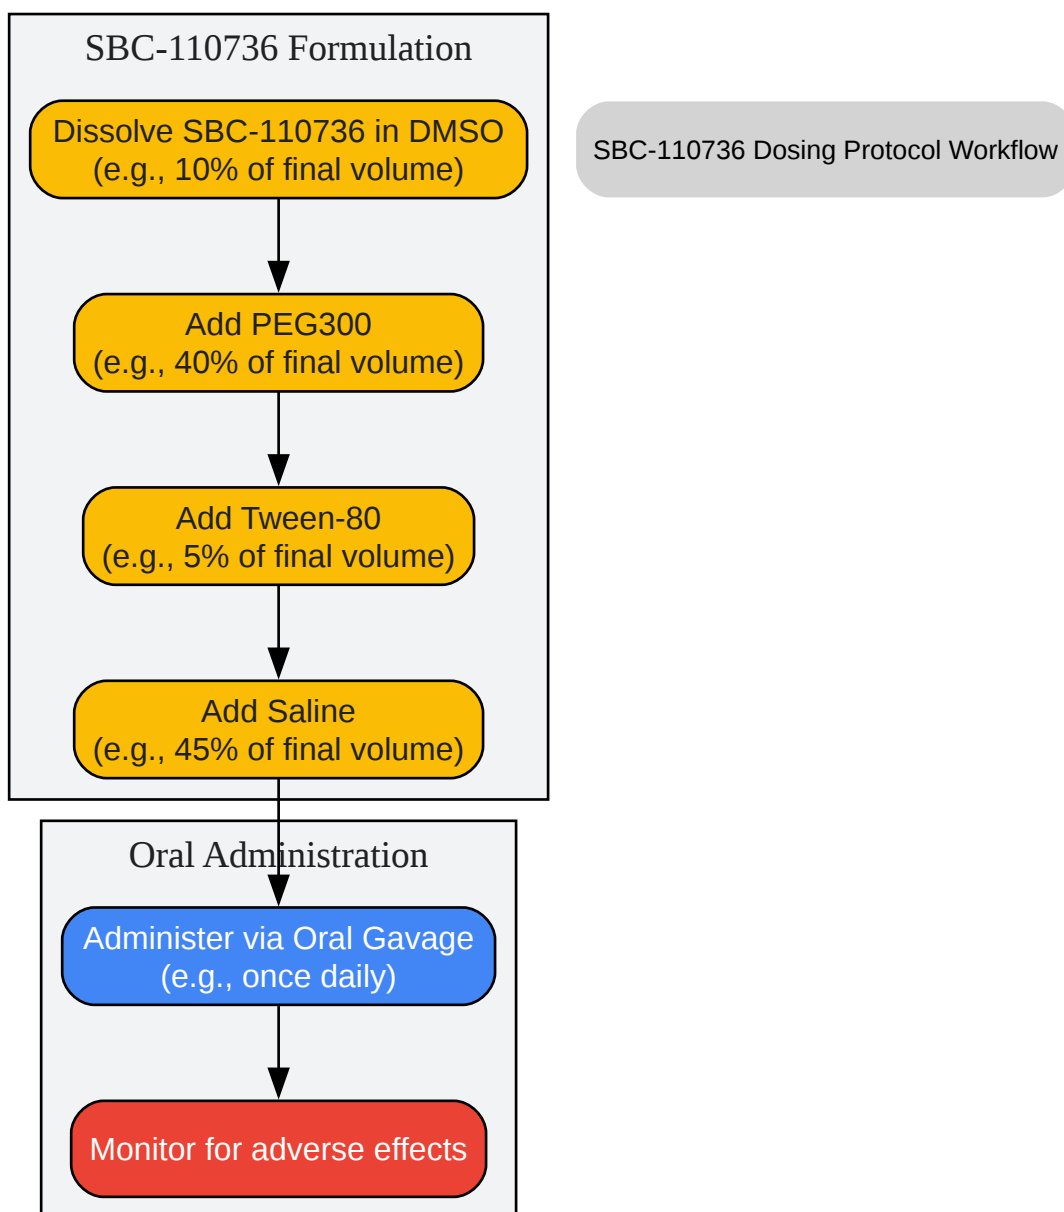 SBC-110736 Formulation
Dissolve SBC-110736 in DMSO
(e.g., 10% of final volume)
SBC-110736 Dosing Protocol Workflow
Add PEG300
(e.g., 40% of final volume)
Add Tween-80
(e.g., 5% of final volume)
Add Saline
(e.g., 45% of final volume)
Oral Administration
Administer via Oral Gavage
(e.g., once daily)
Monitor for adverse effects